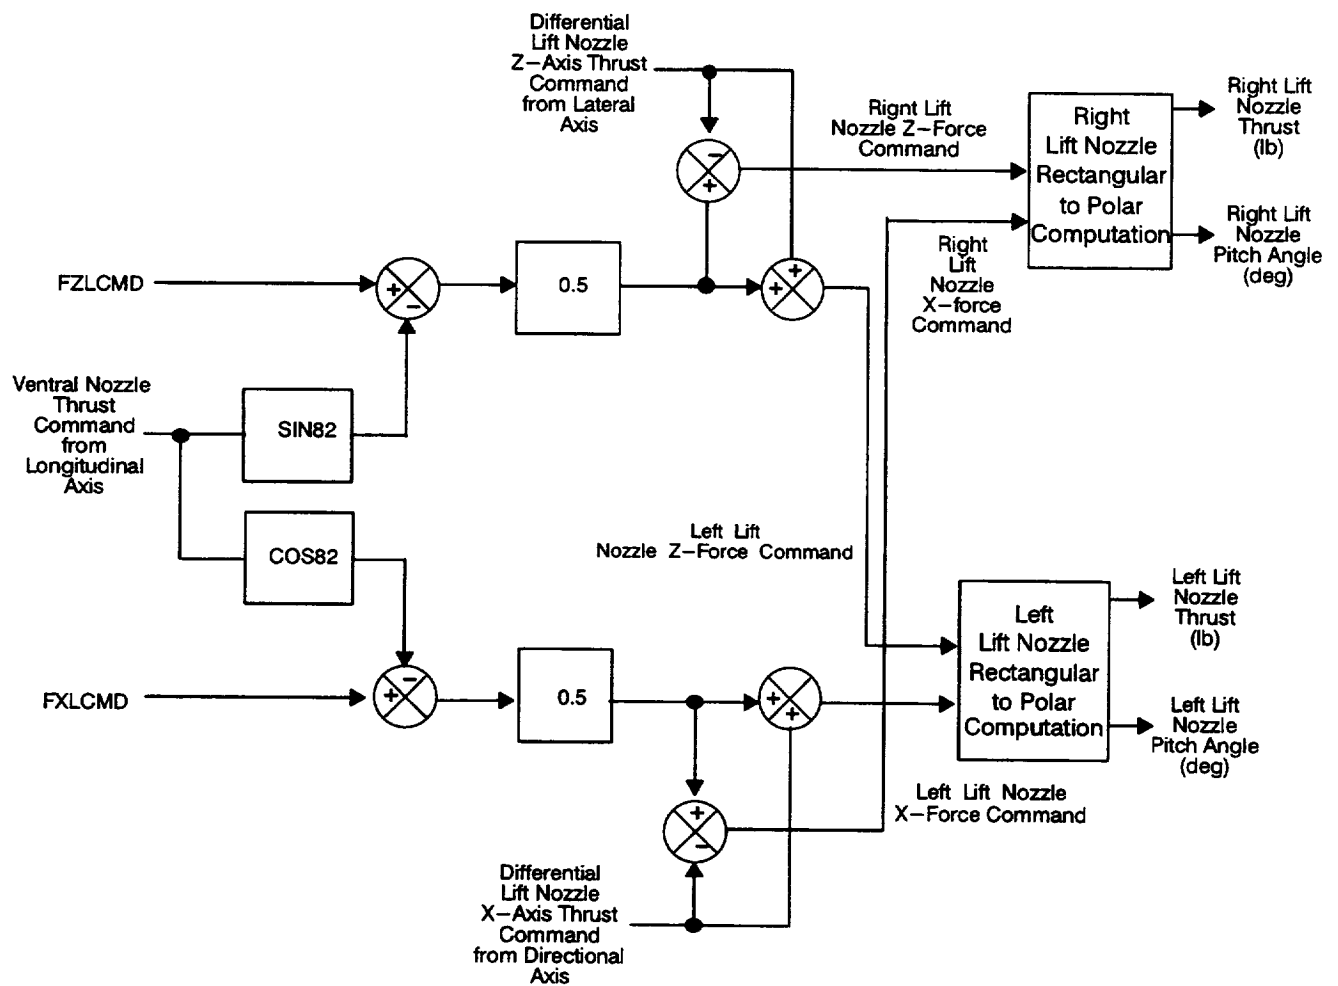 Differential
Lift Nozzle
Z-Axis Thrust
Command
from Lateral
Axis
Rignt Lift
Nozzle Z-Force
Command
Right
Lift Nozzle
Rectangular
to Polar
Computation
Right Lift
Nozzle
Thrust
(lb)
Right Lift
Nozzle
Pitch Angle
(deg)
-
+
Right
Lift
Nozzle
X-force
Command
FZLCMD
+
-
0.5
+
+
Ventral Nozzle
Thrust
Command
from
Longitudinal
Axis
SIN82
COS82
Left Lift
Nozzle Z-Force Command
Left
Lift Nozzle
Rectangular
to Polar
Computation
Left Lift
Nozzle
Thrust
(lb)
Left Lift
Nozzle
Pitch Angle
(deg)
FXLCMD
-
+
0.5
+
+
+
-
Left Lift Nozzle
X-Force Command
Differential
Lift Nozzle
X-Axis Thrust
Command
from Directional
Axis